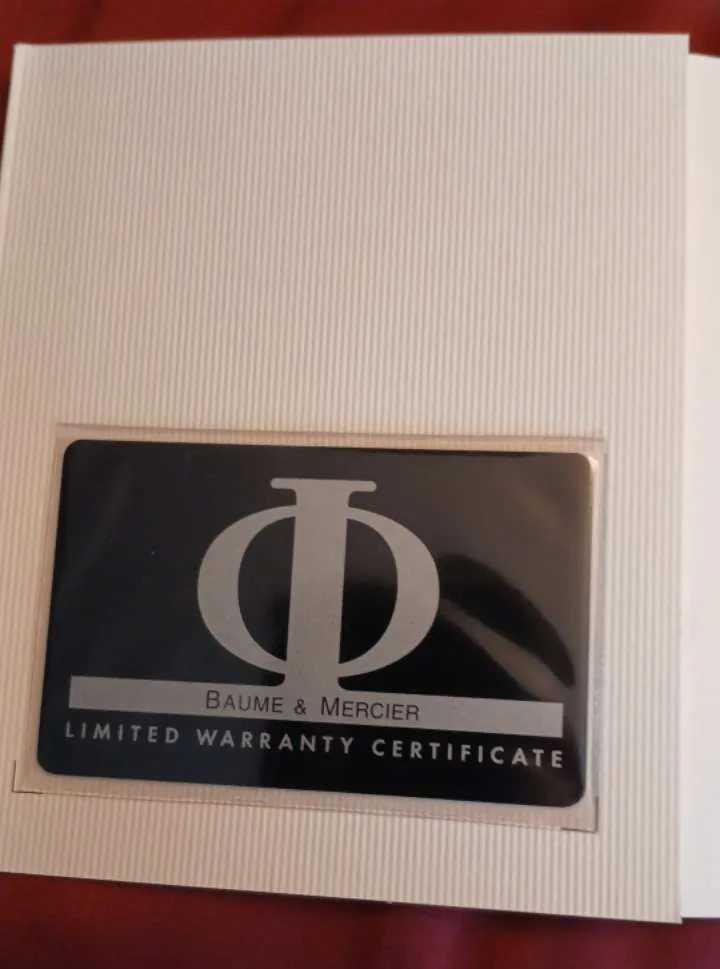 Φ
BAUME & MERCIER
LIMITED WARRANTY CERTIFICATE